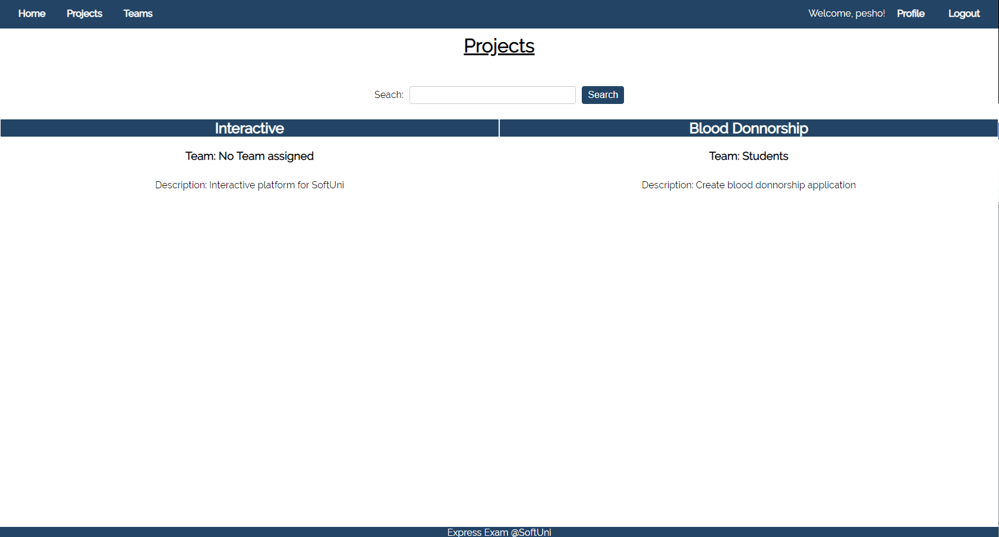 Home Projects Teams Welcome, pesho! Profile Logout
Projects
Seach: Search
Interactive Blood Donnorship
Team: No Team assigned Team: Students
Description: Interactive platform for SoftUni Description: Create blood donnorship application
Express Exam @SoftUni